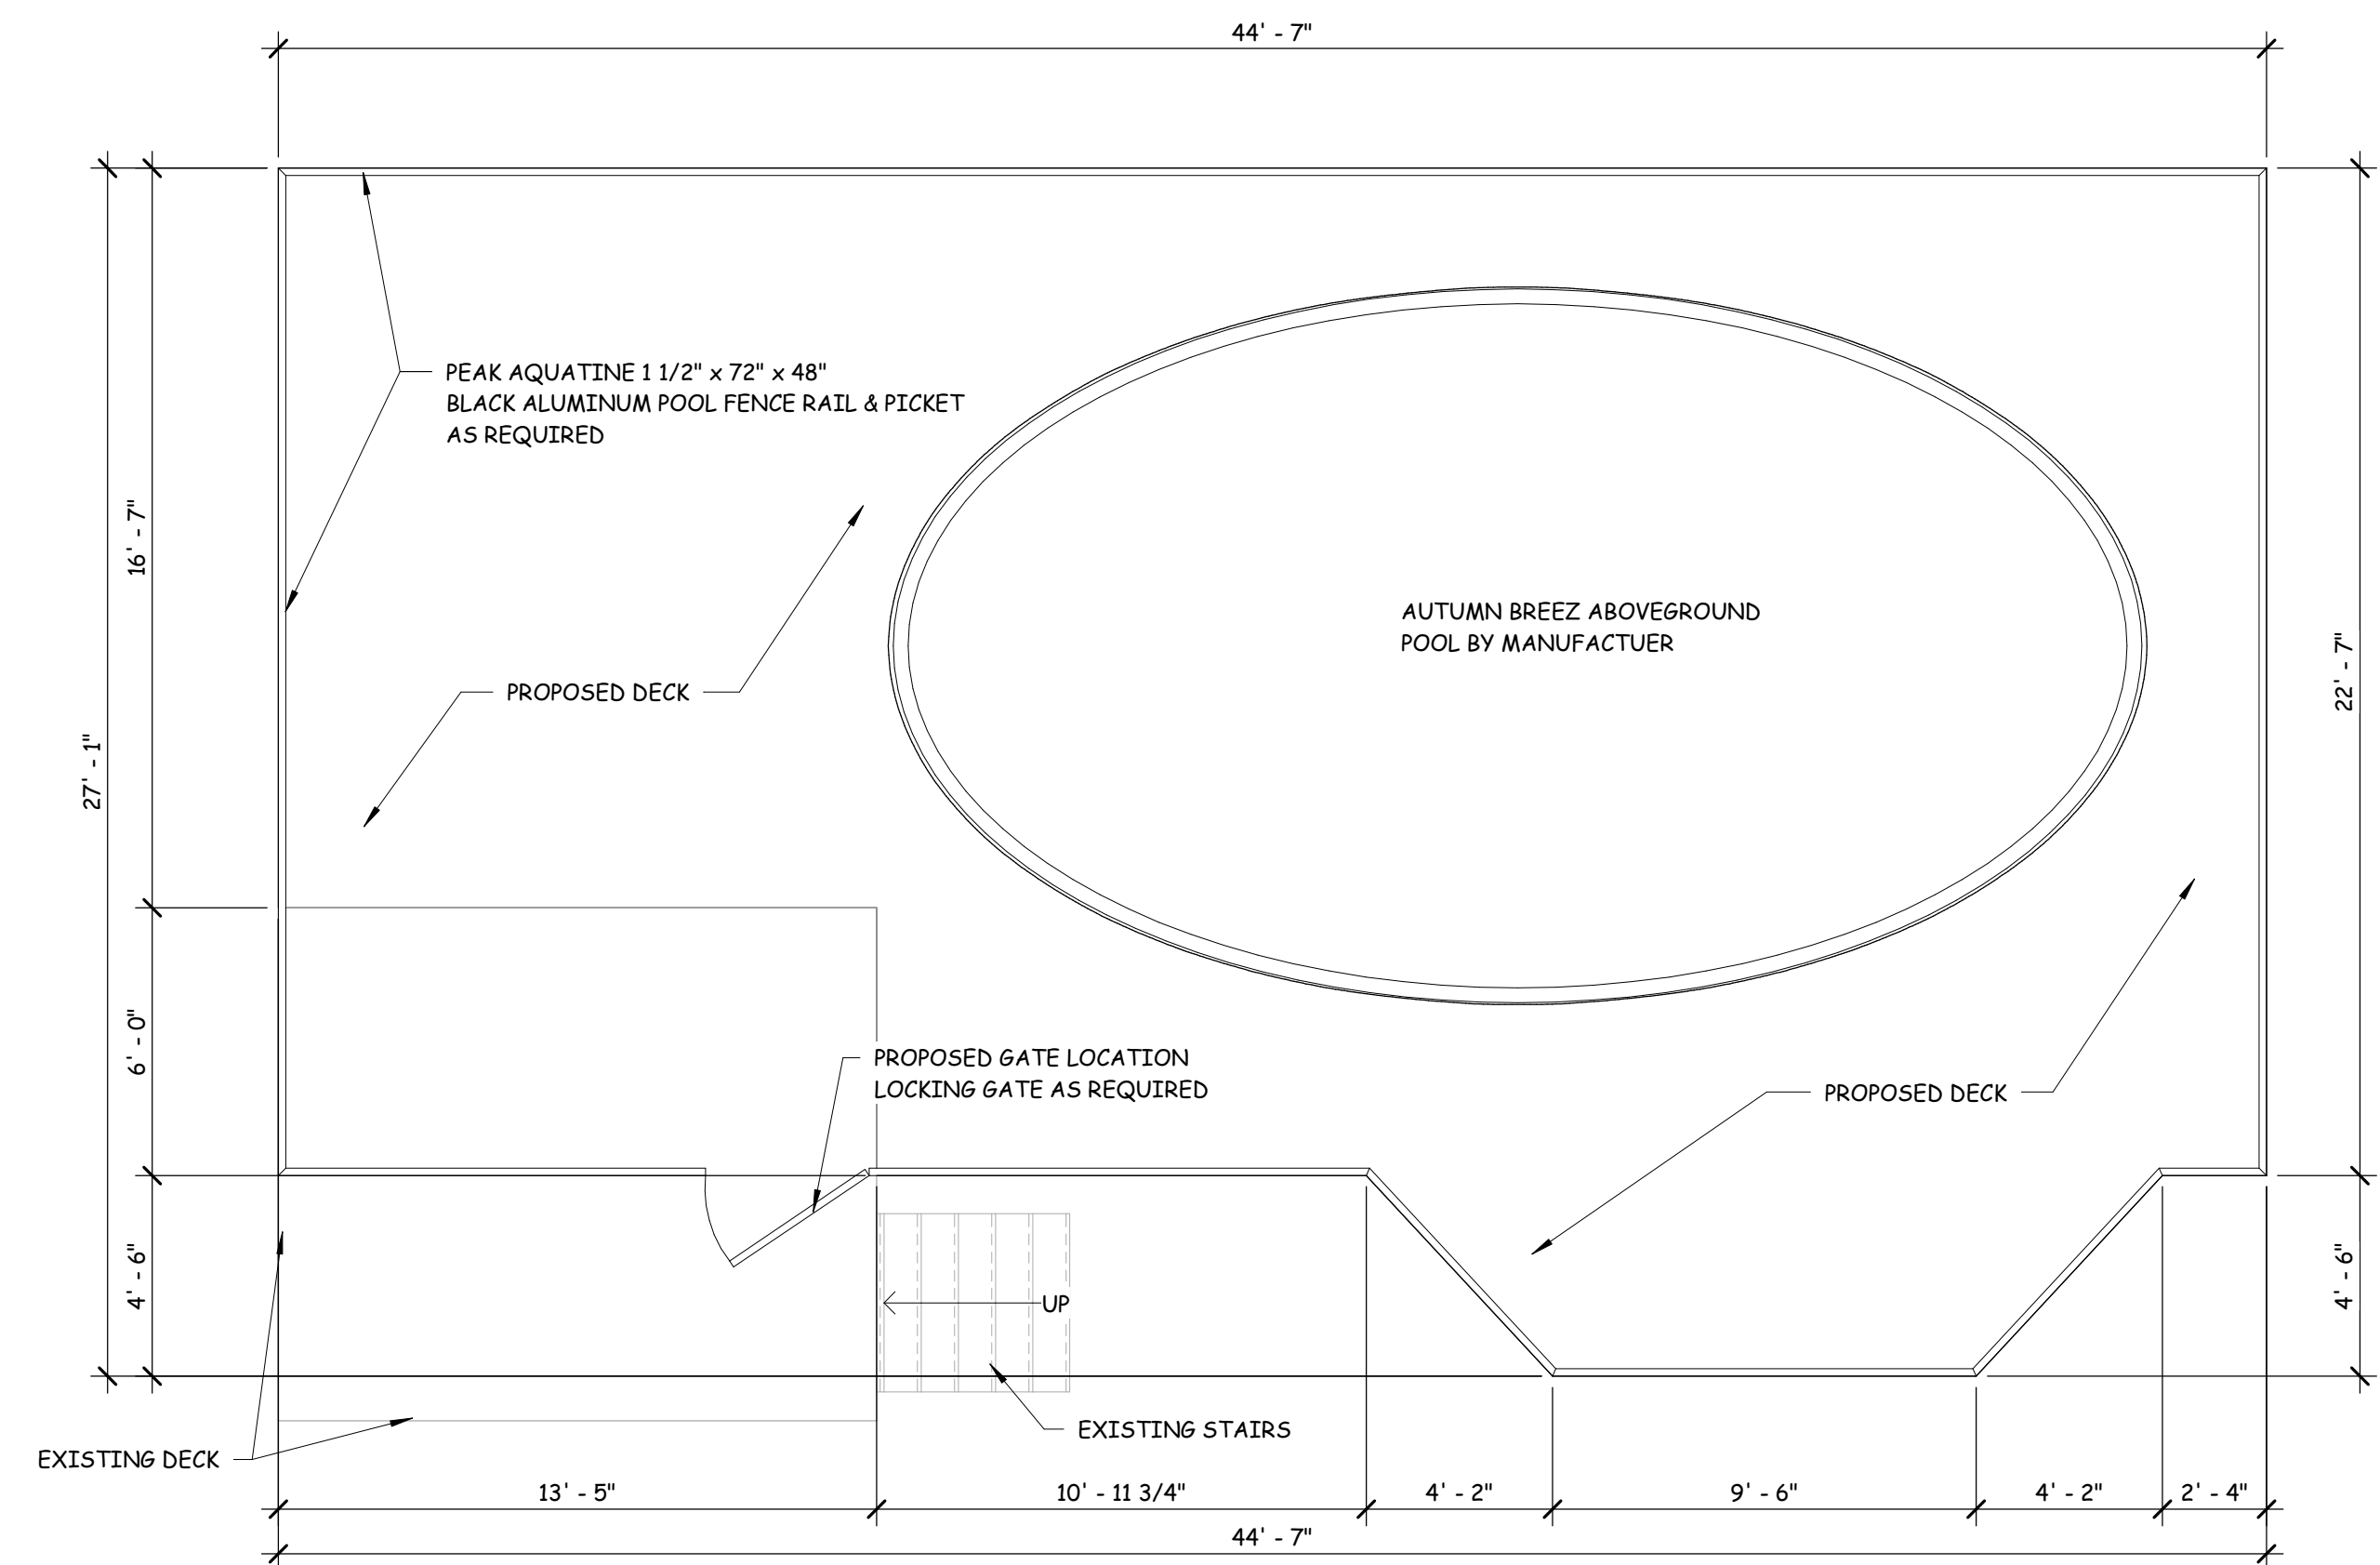 44' - 7"
PEAK AQUATINE 1 1/2" x 72" x 48"
BLACK ALUMINUM POOL FENCE RAIL & PICKET
AS REQUIRED
16' - 7"
27' - 1"
22' - 7"
AUTUMN BREEZ ABOVEGROUND
POOL BY MANUFACTUER
PROPOSED DECK
6' - 0"
PROPOSED GATE LOCATION
LOCKING GATE AS REQUIRED
PROPOSED DECK
4' - 6"
4' - 6"
UP
EXISTING STAIRS
EXISTING DECK
13' - 5"
10' - 11 3/4"
4' - 2"
9' - 6"
4' - 2"
2' - 4"
44' - 7"